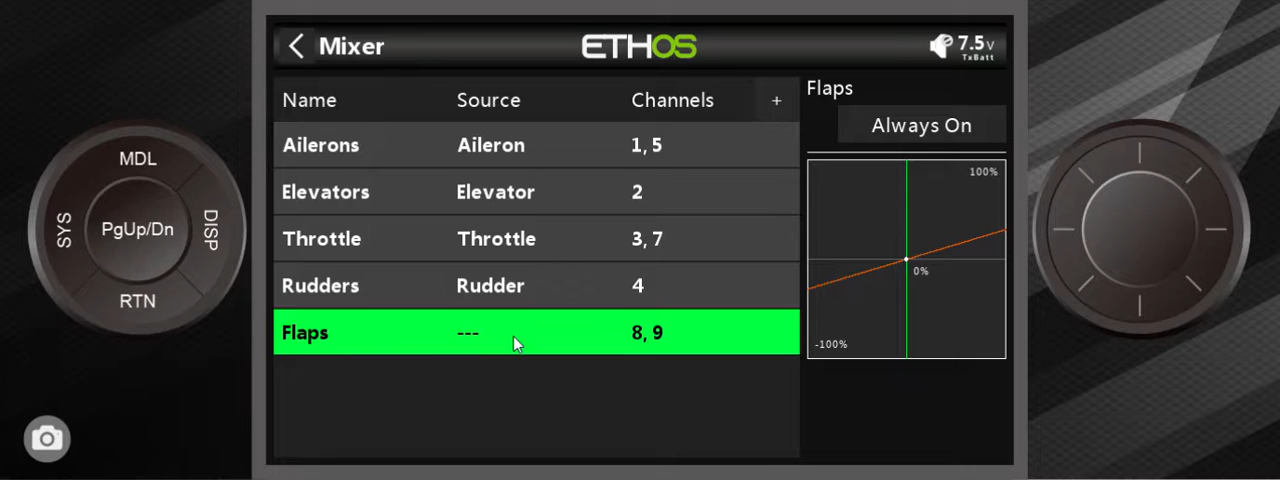 Mixer
ETHOS
7.5V
TxBatt
Name Source Channels +
Ailerons Aileron 1, 5
Elevators Elevator 2
Throttle Throttle 3, 7
Rudders Rudder 4
Flaps --- 8, 9
Flaps
Always On
100%
0%
-100%
MDL
SYS
PgUp/Dn
DISP
RTN